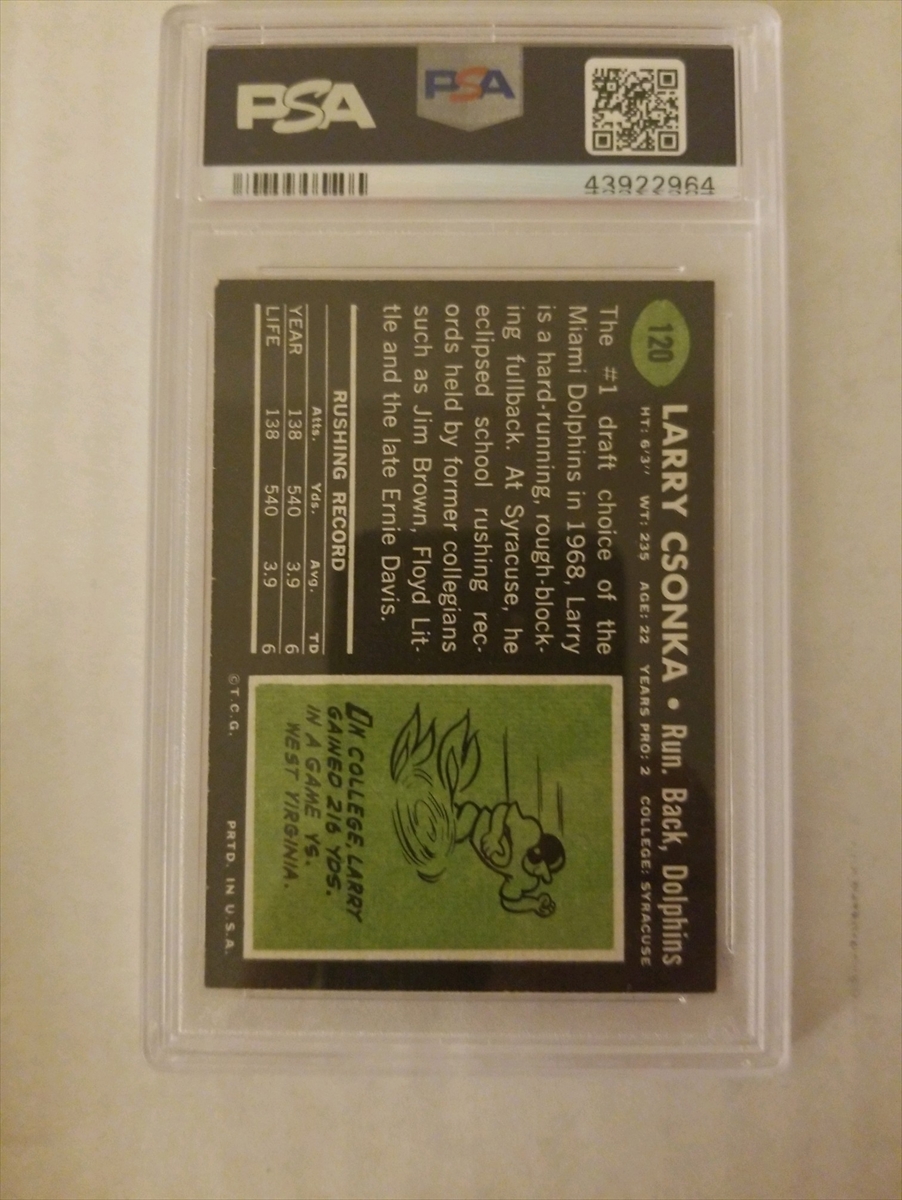 PSA
PSA
43922964
120
LARRY CSONKA • Run. Back, Dolphins
HT: 6'3" WT: 235 AGE: 22 YEARS PRO: 2 COLLEGE: SYRACUSE
The #1 draft choice of the
Miami Dolphins in 1968, Larry
is a hard-running, rough-block-
ing fullback. At Syracuse, he
eclipsed school rushing rec-
ords held by former collegians
such as Jim Brown, Floyd Lit-
tle and the late Ernie Davis.
RUSHING RECORD
Atts. Yds. Avg. TD
YEAR 138 540 3.9 6
LIFE 138 540 3.9 6
IN COLLEGE, LARRY
GAINED 216 YDS.
IN A GAME VS.
WEST VIRGINIA.
© T.C.G. PRTD. IN U.S.A.